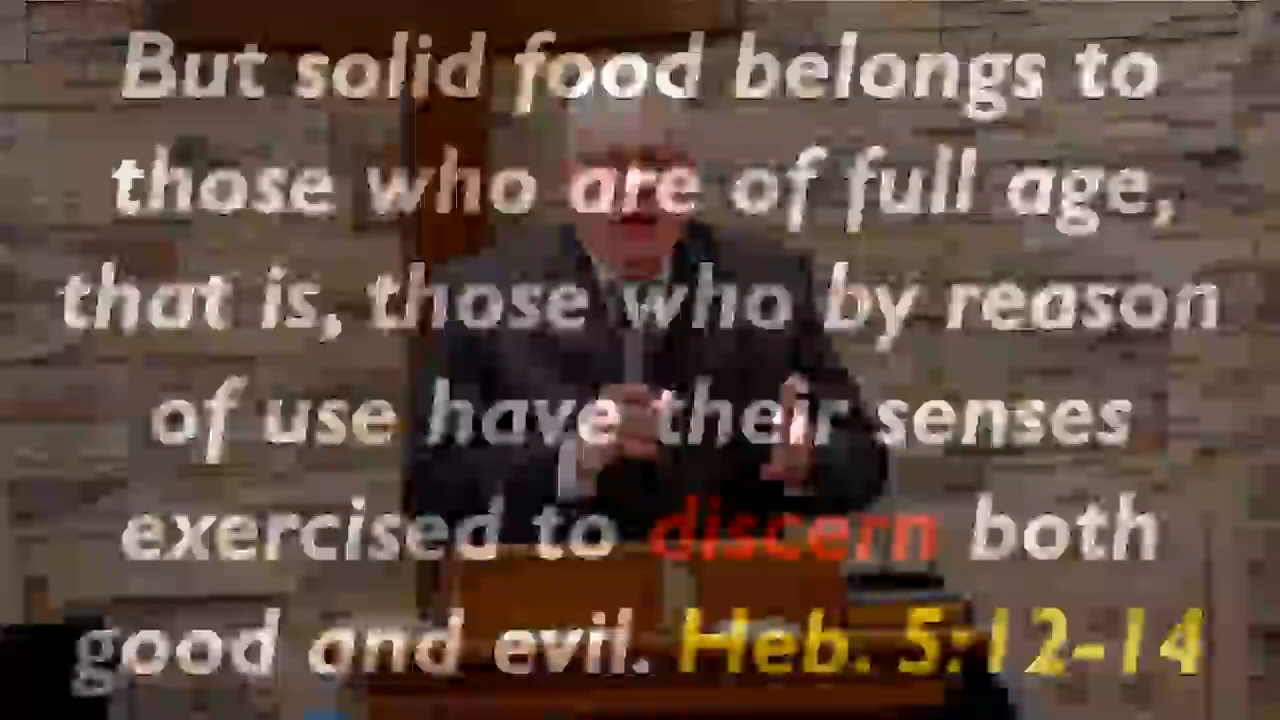 But solid food belongs to
those who are of full age,
that is, those who by reason
of use have their senses
exercised to discern both
good and evil. Heb. 5:12-14